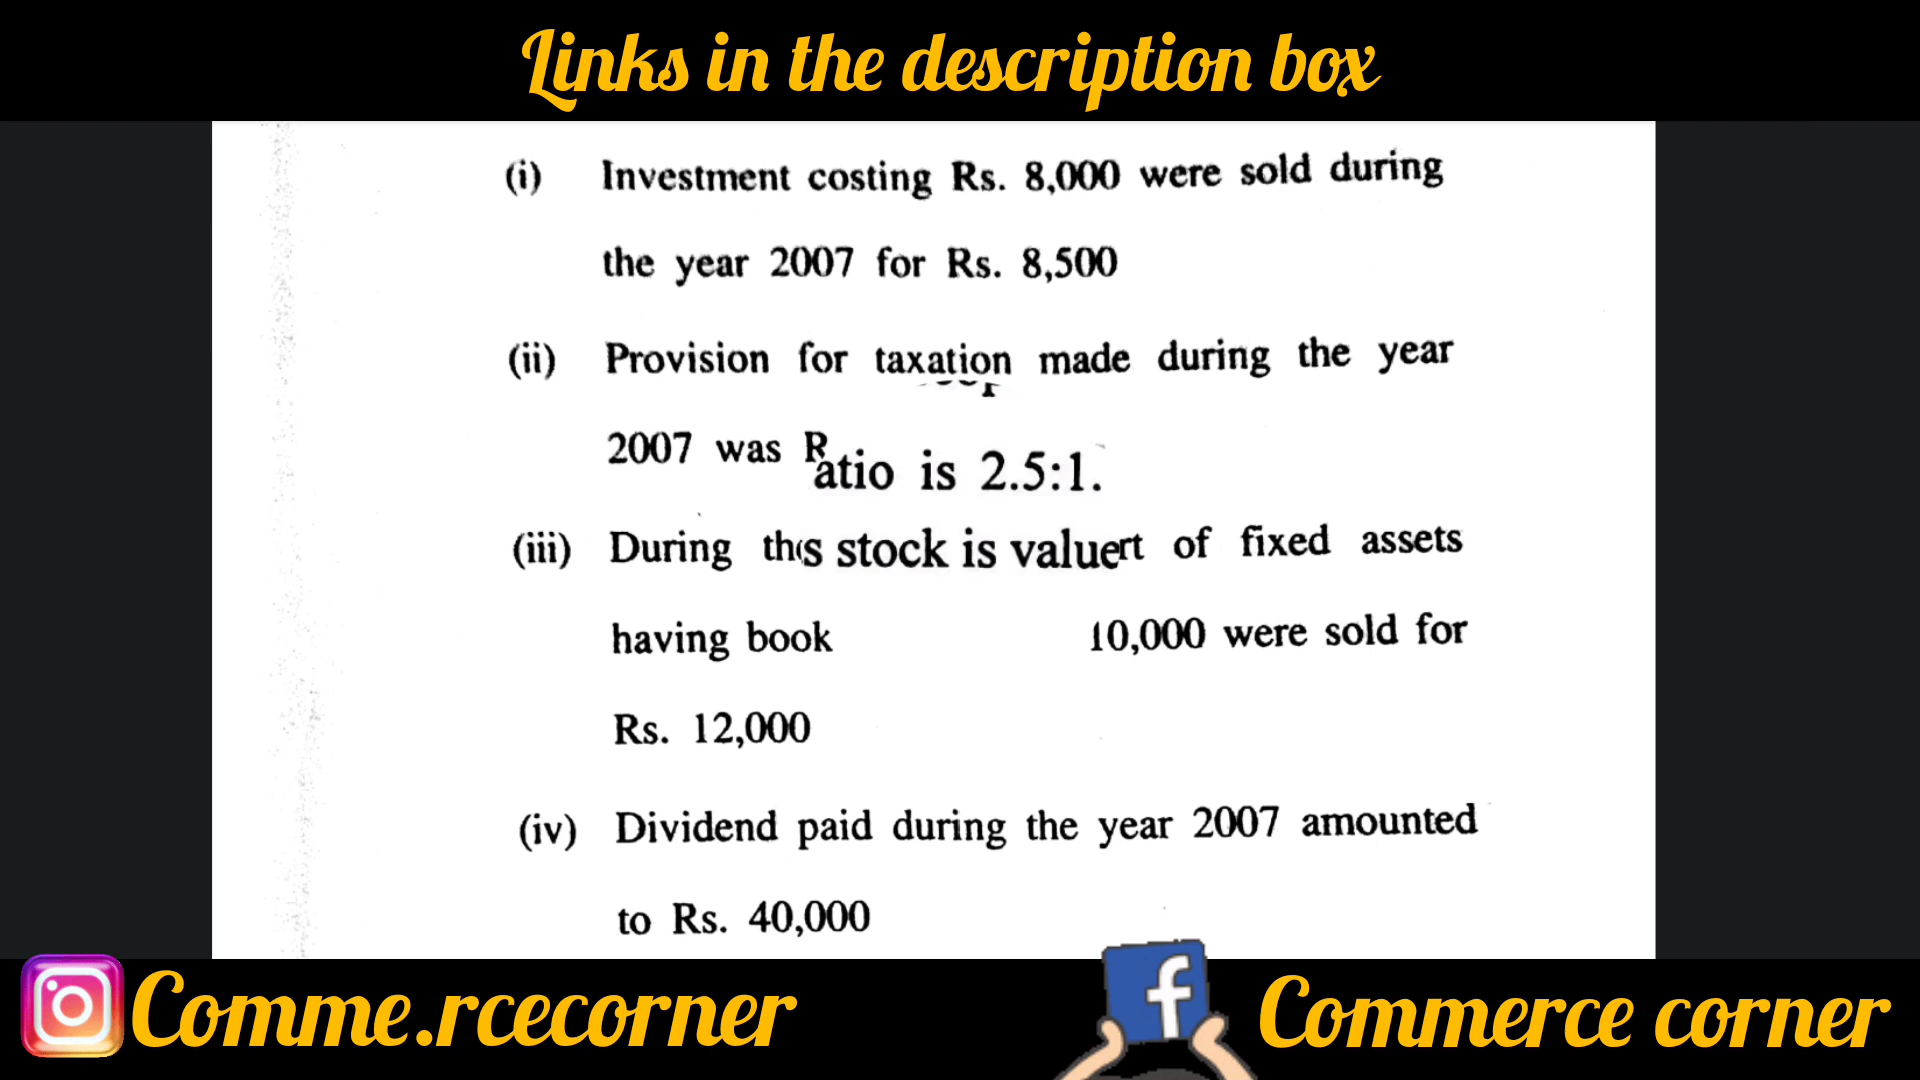 Links in the description box
(i) Investment costing Rs. 8,000 were sold during
the year 2007 for Rs. 8,500
(ii) Provision for taxation made during the year
2007 was Ratio is 2.5:1.
(iii) During stock is of fixed assets
having book 10,000 were sold for
Rs. 12,000
(iv) Dividend paid during the year 2007 amounted
to Rs. 40,000
Comme.rcecorner
Commerce corner